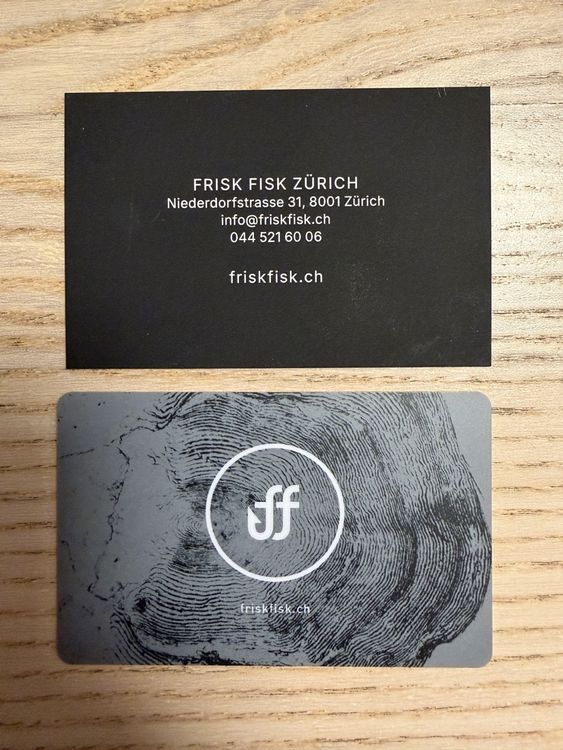 FRISK FISK ZÜRICH
Niederdorfstrasse 31, 8001 Zürich
info@friskfisk.ch
044 521 60 06
friskfisk.ch
ff
friskfisk.ch